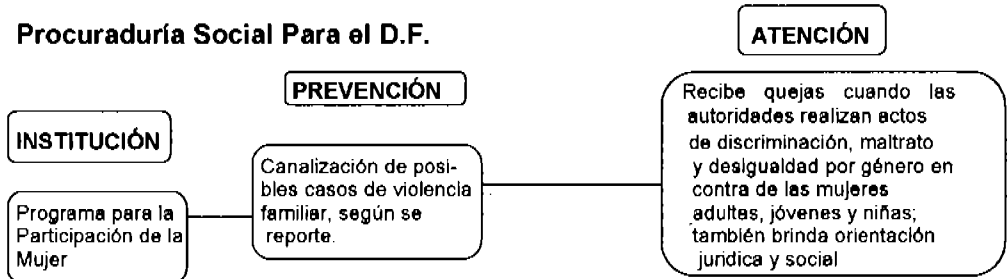 Procuraduría Social Para el D.F.
INSTITUCIÓN
Programa para la
Participación de la
Mujer
PREVENCIÓN
Canalización de posi-
bles casos de violencia
familiar, según se
reporte.
ATENCIÓN
Recibe quejas cuando las
autoridades realizan actos
de discriminación, maltrato
y desigualdad por género en
contra de las mujeres
adultas, jóvenes y niñas;
también brinda orientación
juridica y social